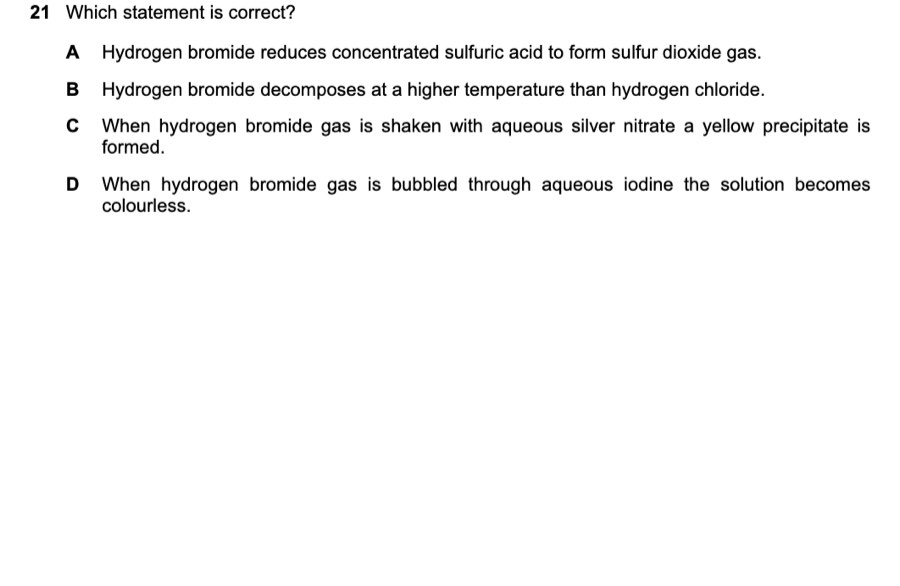 21 Which statement is correct?
A Hydrogen bromide reduces concentrated sulfuric acid to form sulfur dioxide gas.
B Hydrogen bromide decomposes at a higher temperature than hydrogen chloride.
C When hydrogen bromide gas is shaken with aqueous silver nitrate a yellow precipitate is
formed.
D When hydrogen bromide gas is bubbled through aqueous iodine the solution becomes
colourless.